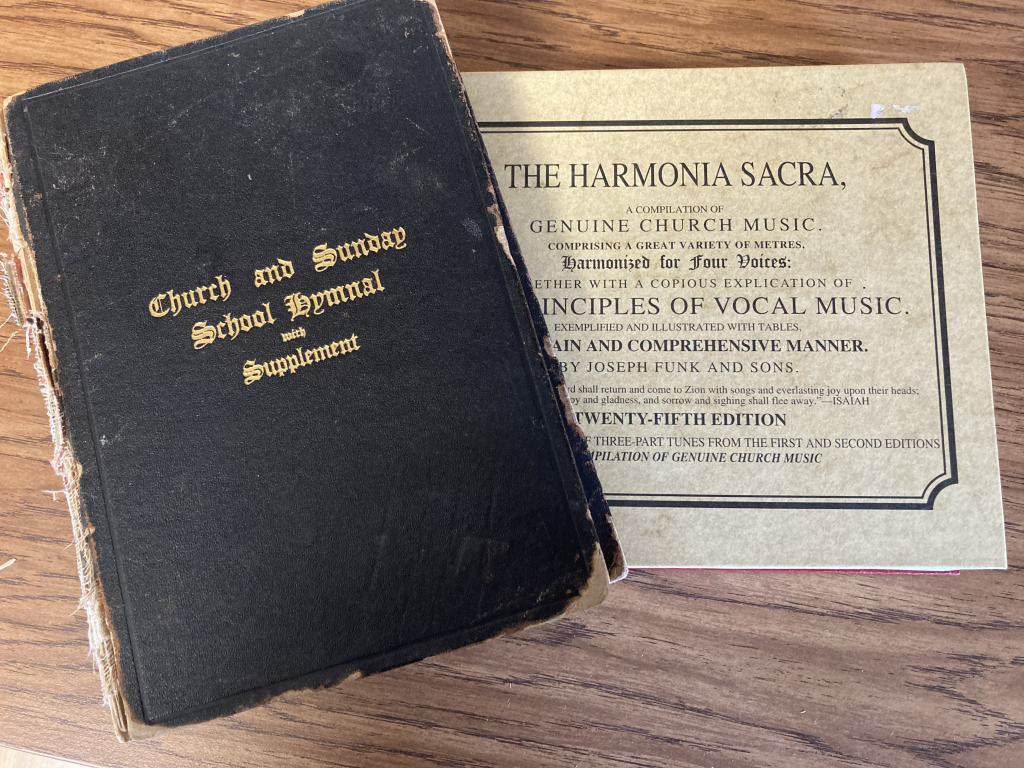 Church and Sunday
School Hymnal
with
Supplement
THE HARMONIA SACRA,
A COMPILATION OF
GENUINE CHURCH MUSIC.
COMPRISING A GREAT VARIETY OF METRES,
Harmonized for Four Voices:
ETHER WITH A COPIOUS EXPLICATION OF
INCIPLES OF VOCAL MUSIC.
EXEMPLIFIED AND ILLUSTRATED WITH TABLES,
AIN AND COMPREHENSIVE MANNER.
BY JOSEPH FUNK AND SONS.
rd shall return and come to Zion with songs and everlasting joy upon their heads;
oy and gladness, and sorrow and sighing shall flee away.”—ISAIAH
TWENTY-FIFTH EDITION
F THREE-PART TUNES FROM THE FIRST AND SECOND EDITIONS
MPILATION OF GENUINE CHURCH MUSIC